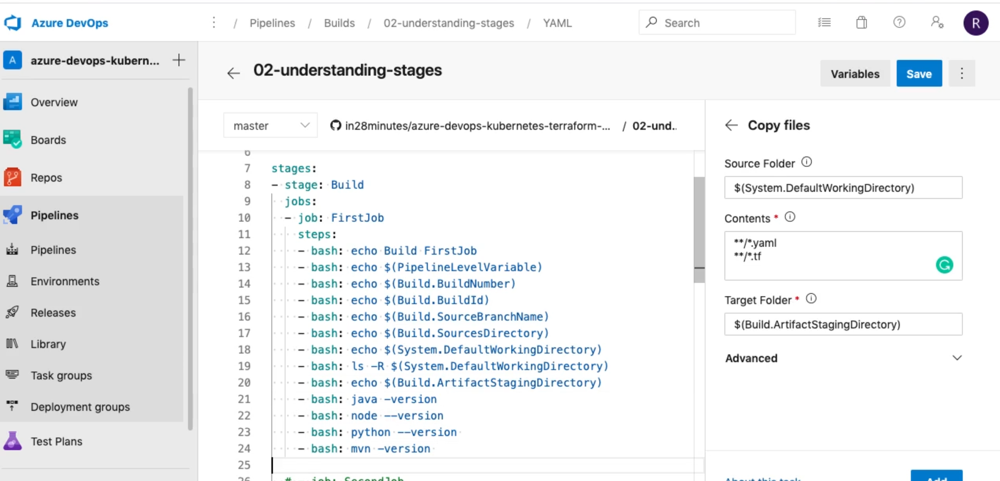 Azure DevOps
/ Pipelines / Builds / 02-understanding-stages / YAML
Search
R
A azure-devops-kubern...
Overview
Boards
Repos
Pipelines
Pipelines
Environments
Releases
Library
Task groups
Deployment groups
Test Plans
02-understanding-stages
Variables
Save
master
in28minutes/azure-devops-kubernetes-terraform-... / 02-und..
6
7 stages:
8 - stage: Build
9 jobs:
10 - job: FirstJob
11 steps:
12 - bash: echo Build FirstJob
13 - bash: echo $(PipelineLevelVariable)
14 - bash: echo $(Build.BuildNumber)
15 - bash: echo $(Build.BuildId)
16 - bash: echo $(Build.SourceBranchName)
17 - bash: echo $(Build.SourcesDirectory)
18 - bash: echo $(System.DefaultWorkingDirectory)
19 - bash: ls -R $(System.DefaultWorkingDirectory)
20 - bash: echo $(Build.ArtifactStagingDirectory)
21 - bash: java -version
22 - bash: node --version
23 - bash: python --version
24 - bash: mvn -version
25
26 # - job: SecondJob
Copy files
Source Folder
$(System.DefaultWorkingDirectory)
Contents *
**/*.yaml
**/*.tf
Target Folder *
$(Build.ArtifactStagingDirectory)
Advanced
About this task
Add